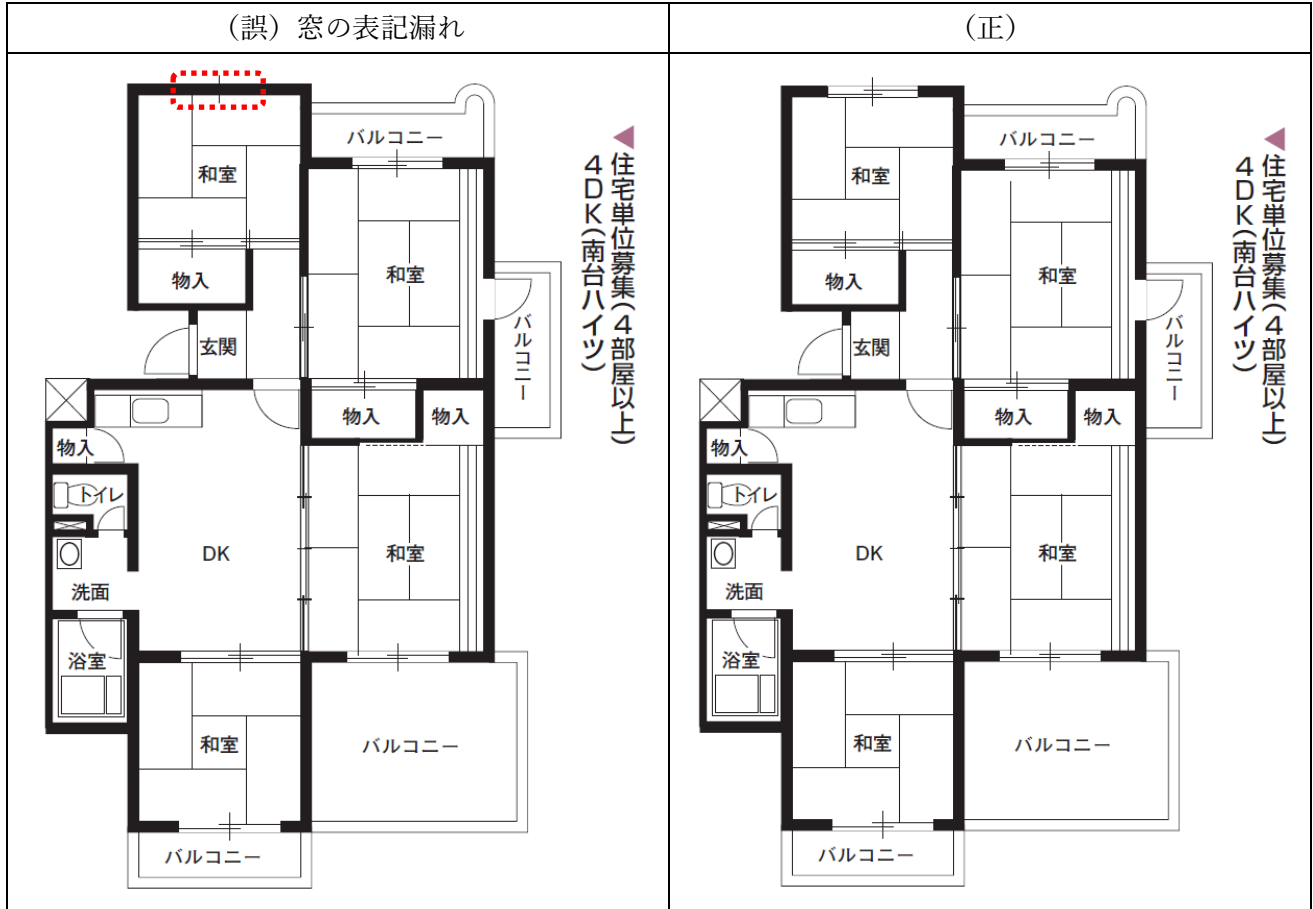 (誤)窓の表記漏れ
(正)
バルコニー
和室
物入
和室
バルコニー
玄関
物入
物入
物入
トイレ
DK
和室
洗面
浴室
和室
バルコニー
バルコニー
◀住宅単位募集(4部屋以上)
4DK(南台ハイツ)
バルコニー
和室
物入
和室
バルコニー
玄関
物入
物入
物入
トイレ
DK
和室
洗面
浴室
和室
バルコニー
バルコニー
◀住宅単位募集(4部屋以上)
4DK(南台ハイツ)